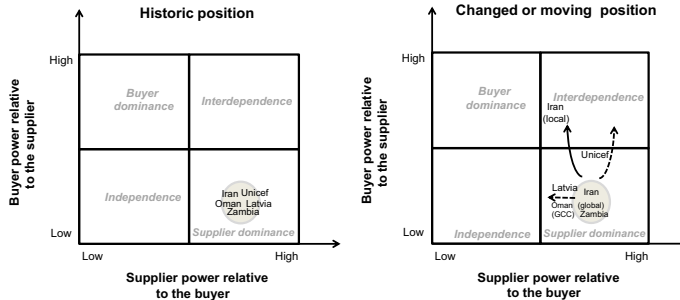 Historic position
Buyer power relative
to the supplier
High
Low
Buyer
dominance
Interdependence
Independence
Iran Unicef
Oman Latvia
Zambia
Supplier dominance
Low
High
Supplier power relative
to the buyer
Changed or moving position
Buyer power relative
to the supplier
High
Low
Buyer
dominance
Interdependence
Iran
(local)
Unicef
Latvia
Iran
Oman (global)
(GCC) Zambia
Independence
Supplier dominance
Low
High
Supplier power relative
to the buyer